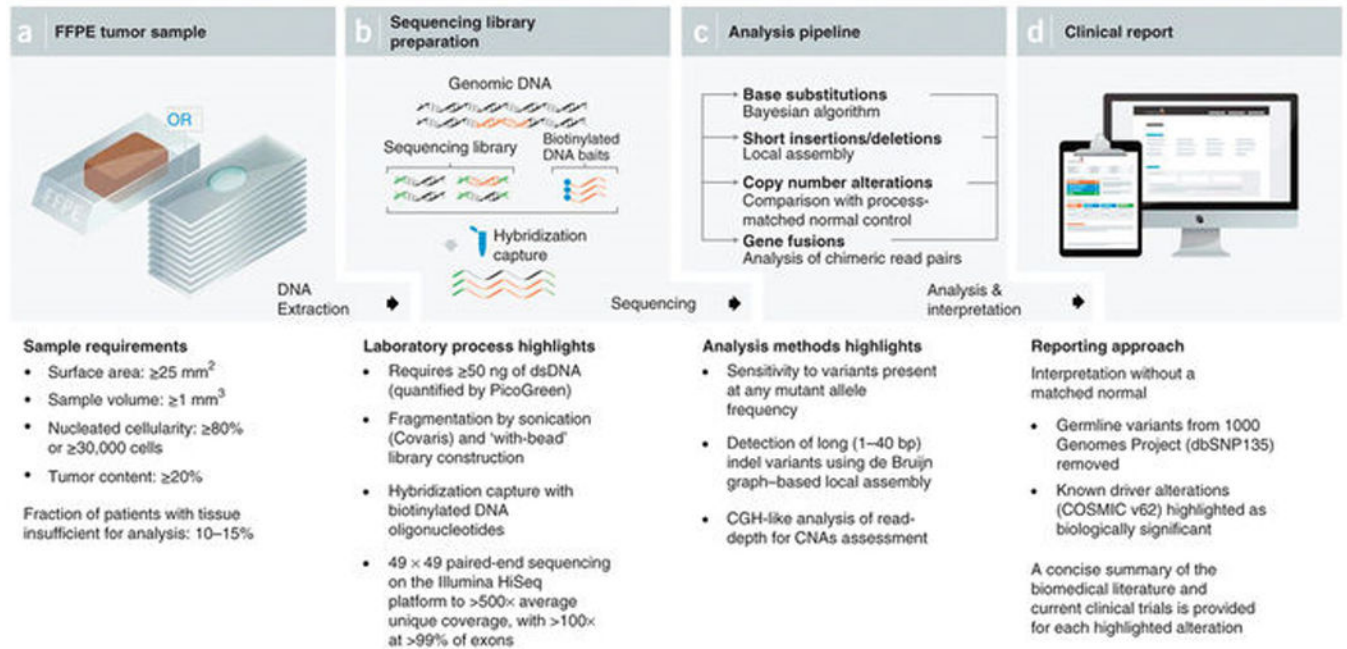 a FFPE tumor sample
OR
FFPE
DNA
Extraction
Sample requirements
• Surface area: ≥25 mm2
• Sample volume: ≥1 mm3
• Nucleated cellularity: ≥80%
or ≥30,000 cells
• Tumor content: ≥20%
Fraction of patients with tissue
insufficient for analysis: 10–15%
b Sequencing library
preparation
Genomic DNA
Sequencing library
Biotinylated
DNA baits
Hybridization
capture
Sequencing
Laboratory process highlights
• Requires ≥50 ng of dsDNA
(quantified by PicoGreen)
• Fragmentation by sonication
(Covaris) and ‘with-bead’
library construction
• Hybridization capture with
biotinylated DNA
oligonucleotides
• 49 × 49 paired-end sequencing
on the Illumina HiSeq
platform to >500× average
unique coverage, with >100×
at >99% of exons
c Analysis pipeline
Base substitutions
Bayesian algorithm
Short insertions/deletions
Local assembly
Copy number alterations
Comparison with process-
matched normal control
Gene fusions
Analysis of chimeric read pairs
Analysis &
interpretation
Analysis methods highlights
• Sensitivity to variants present
at any mutant allele
frequency
• Detection of long (1–40 bp)
indel variants using de Bruijn
graph–based local assembly
• CGH-like analysis of read-
depth for CNAs assessment
d Clinical report
Reporting approach
Interpretation without a
matched normal
• Germline variants from 1000
Genomes Project (dbSNP135)
removed
• Known driver alterations
(COSMIC v62) highlighted as
biologically significant
A concise summary of the
biomedical literature and
current clinical trials is provided
for each highlighted alteration